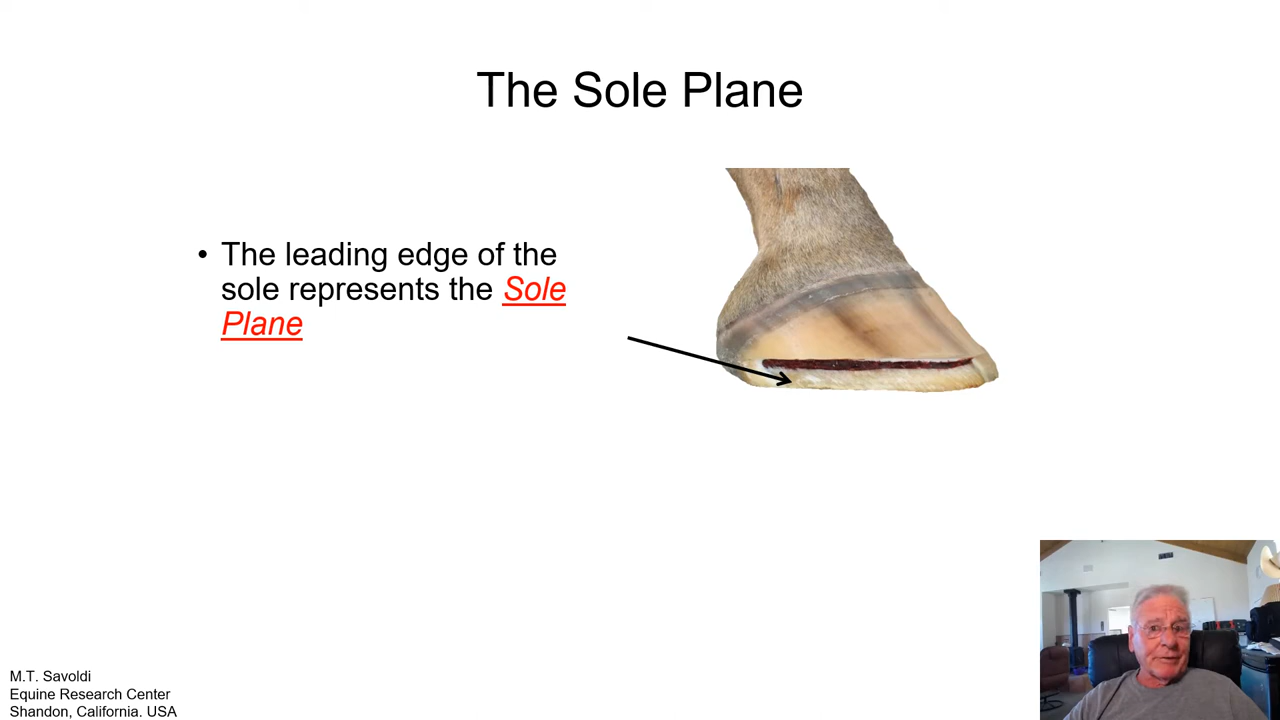 The Sole Plane
• The leading edge of the
sole represents the Sole
Plane
M.T. Savoldi
Equine Research Center
Shandon, California. USA